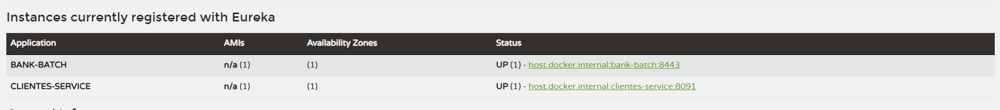 Instances currently registered with Eureka
Application AMIs Availability Zones Status
BANK-BATCH n/a (1) (1) UP (1) - host.docker.internal:bank-batch:8443
CLIENTES-SERVICE n/a (1) (1) UP (1) - host.docker.internal:clientes-service:8091